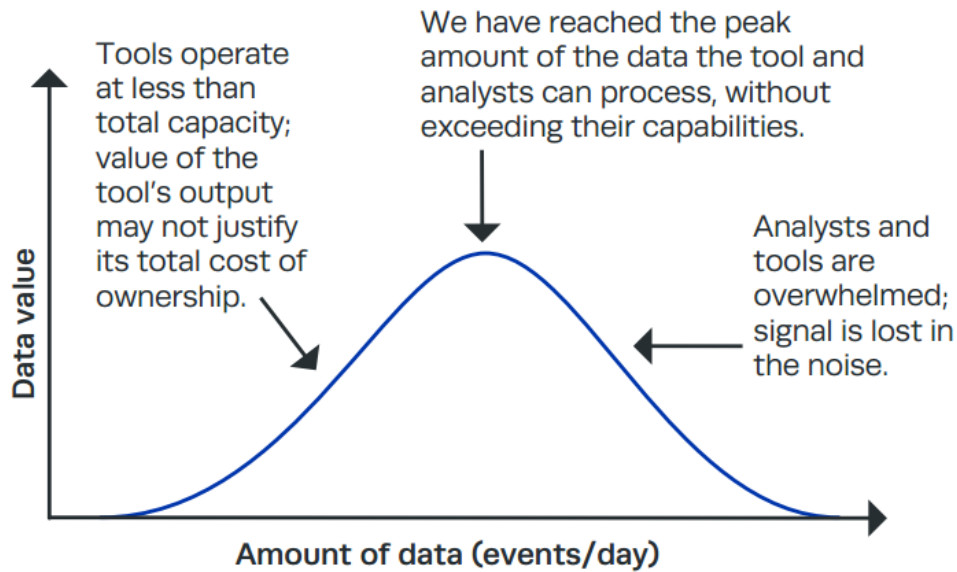 Tools operate
at less than
total capacity;
value of the
tool's output
may not justify
its total cost of
ownership.
We have reached the peak
amount of the data the tool and
analysts can process, without
exceeding their capabilities.
Analysts and
tools are
overwhelmed;
signal is lost in
the noise.
Data value
Amount of data (events/day)